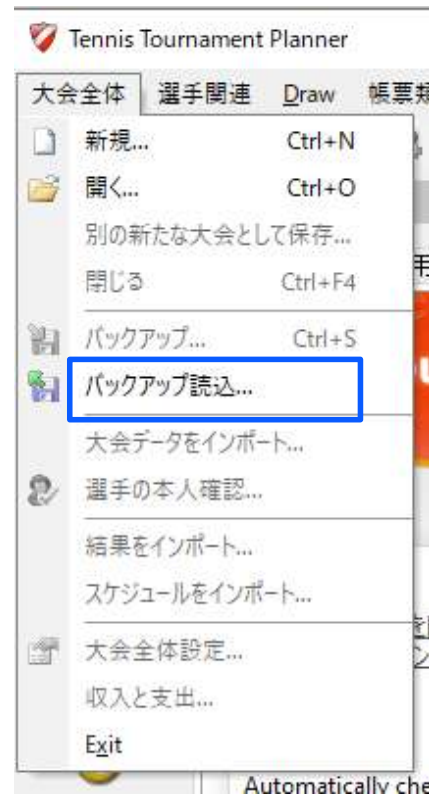 Tennis Tournament Planner
大会全体 選手関連 Draw 帳票類
新規... Ctrl+N
開く... Ctrl+O
別の新たな大会として保存...
閉じる Ctrl+F4
バックアップ... Ctrl+S
バックアップ読込...
大会データをインポート...
選手の本人確認...
結果をインポート...
スケジュールをインポート...
大会全体設定...
収入と支出...
Exit
Automatically che